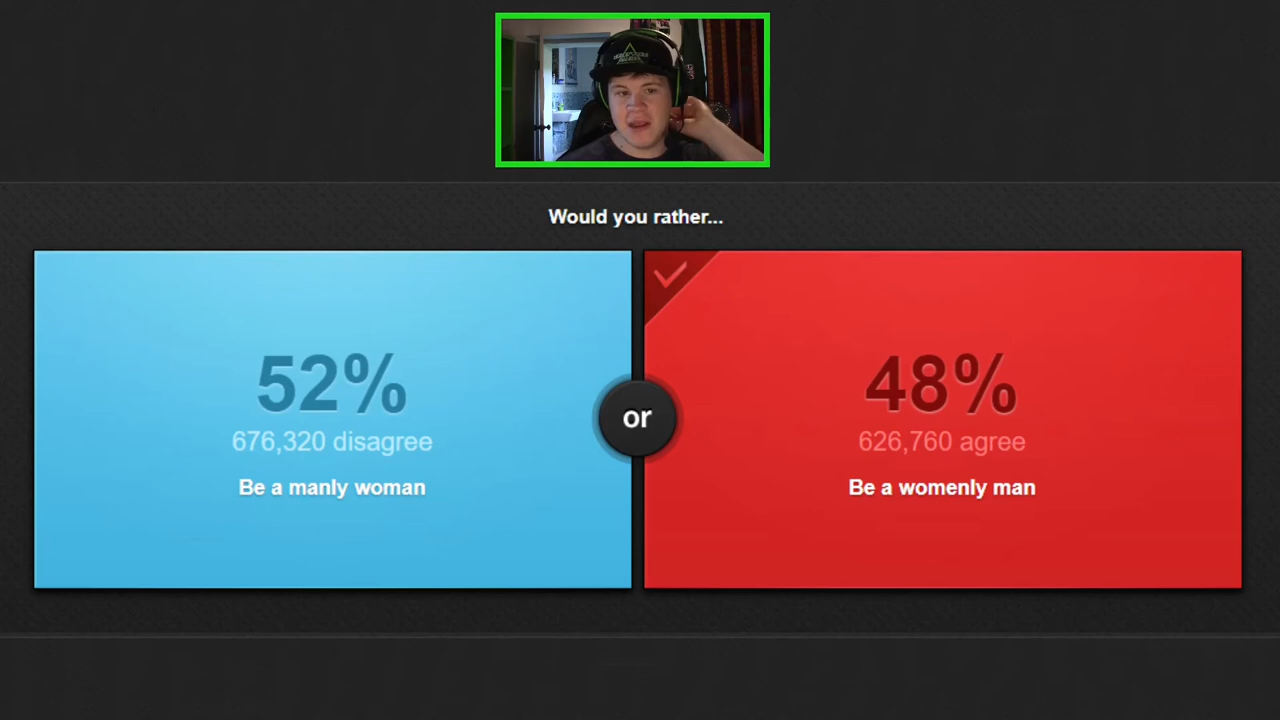 Would you rather...
52%
676,320 disagree
Be a manly woman
or
48%
626,760 agree
Be a womenly man